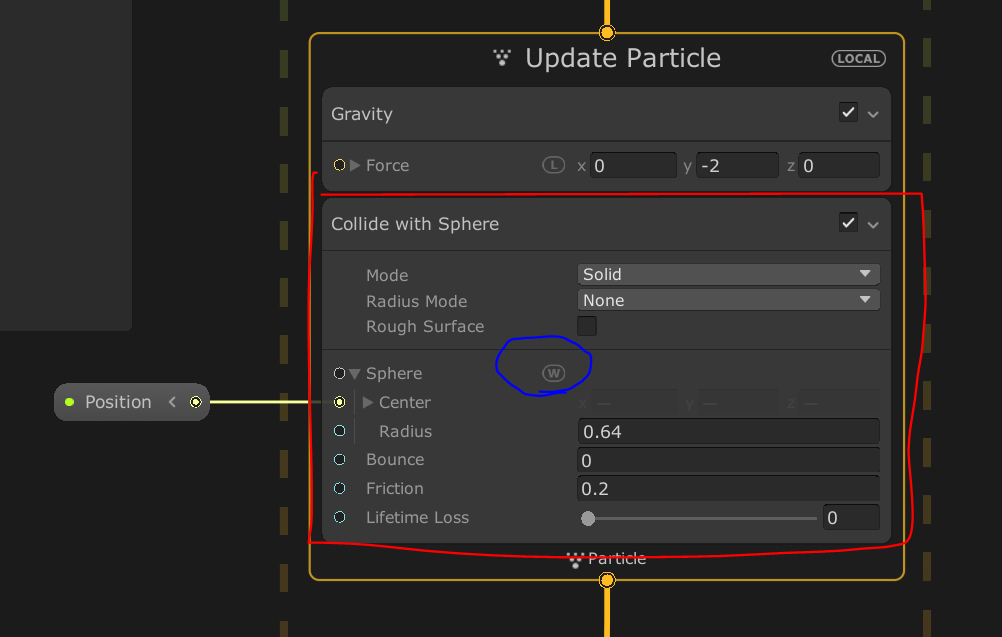 Update Particle LOCAL
Gravity
Force L x 0 y -2 z 0
Collide with Sphere
Mode Solid
Radius Mode None
Rough Surface
Sphere W
Position Center x — y — z —
Radius 0.64
Bounce 0
Friction 0.2
Lifetime Loss 0
Particle